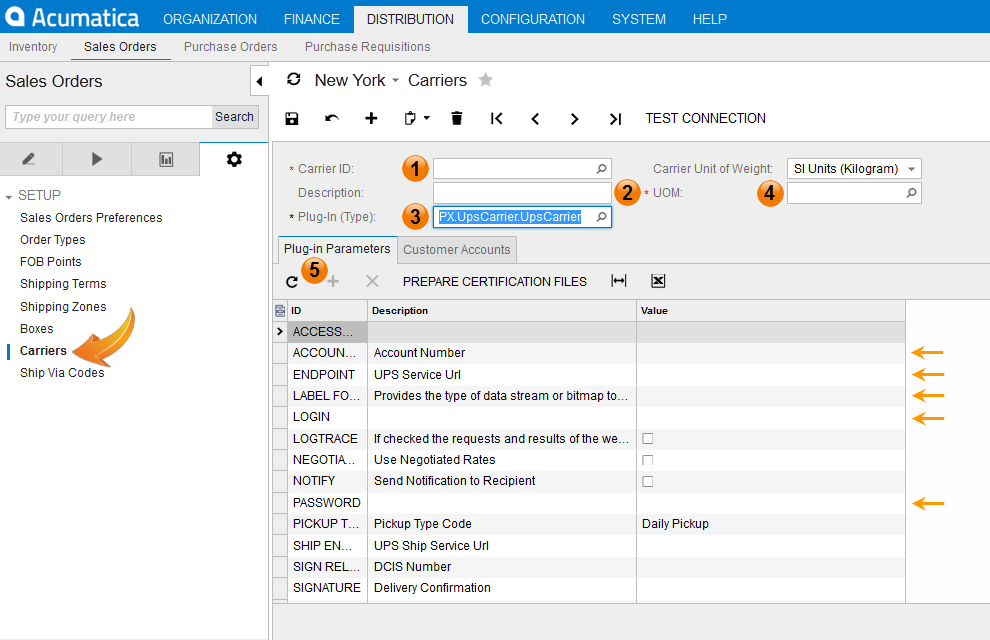 Acumatica ORGANIZATION FINANCE DISTRIBUTION CONFIGURATION SYSTEM HELP
Inventory Sales Orders Purchase Orders Purchase Requisitions
Sales Orders
Type your query here Search
SETUP
Sales Orders Preferences
Order Types
FOB Points
Shipping Terms
Shipping Zones
Boxes
Carriers
Ship Via Codes
New York Carriers
TEST CONNECTION
* Carrier ID: 1 Carrier Unit of Weight: SI Units (Kilogram)
Description: 2 * UOM: 4
* Plug-In (Type): 3 PX.UpsCarrier.UpsCarrier
Plug-in Parameters Customer Accounts
5 PREPARE CERTIFICATION FILES
ID Description Value
ACCESS...
ACCOUN... Account Number
ENDPOINT UPS Service Url
LABEL FO... Provides the type of data stream or bitmap to...
LOGIN
LOGTRACE If checked the requests and results of the we...
NEGOTIA... Use Negotiated Rates
NOTIFY Send Notification to Recipient
PASSWORD
PICKUP T... Pickup Type Code Daily Pickup
SHIP EN... UPS Ship Service Url
SIGN REL... DCIS Number
SIGNATURE Delivery Confirmation